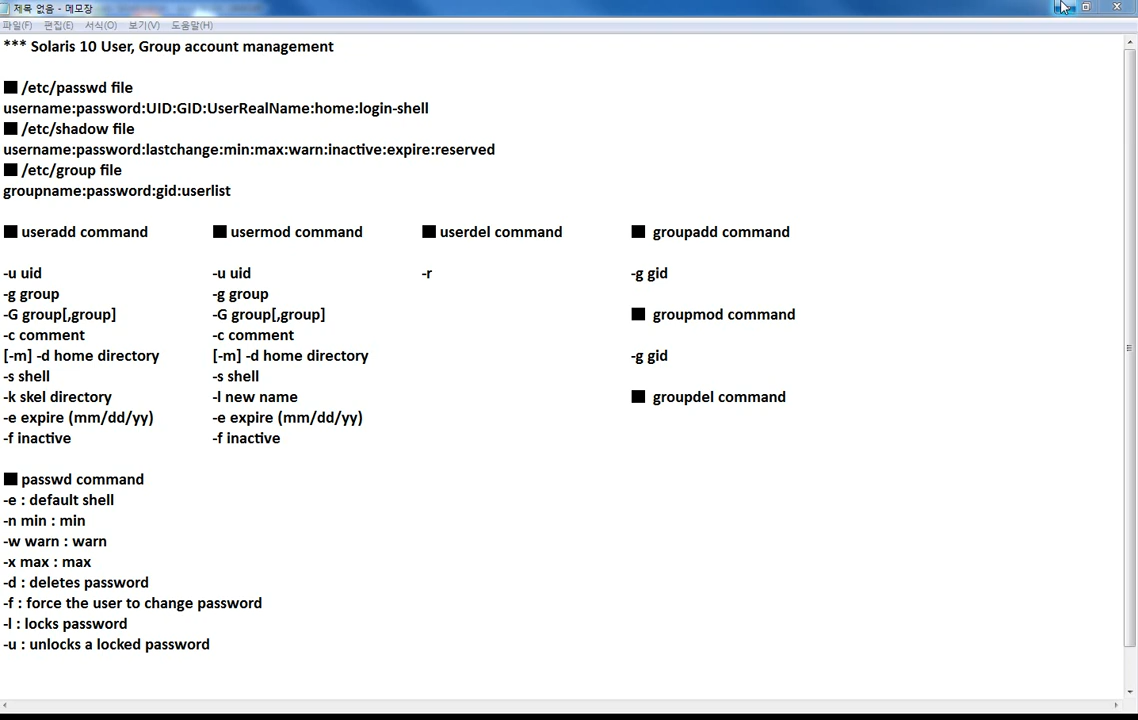 제목 없음 - 메모장
파일(F) 편집(E) 서식(O) 보기(V) 도움말(H)
*** Solaris 10 User, Group account management
■ /etc/passwd file
username:password:UID:GID:UserRealName:home:login-shell
■ /etc/shadow file
username:password:lastchange:min:max:warn:inactive:expire:reserved
■ /etc/group file
groupname:password:gid:userlist
■ useradd command ■ usermod command ■ userdel command ■ groupadd command
-u uid -u uid -r -g gid
-g group -g group
-G group[,group] -G group[,group] ■ groupmod command
-c comment -c comment
[-m] -d home directory [-m] -d home directory -g gid
-s shell -s shell
-k skel directory -l new name ■ groupdel command
-e expire (mm/dd/yy) -e expire (mm/dd/yy)
-f inactive -f inactive
■ passwd command
-e : default shell
-n min : min
-w warn : warn
-x max : max
-d : deletes password
-f : force the user to change password
-l : locks password
-u : unlocks a locked password